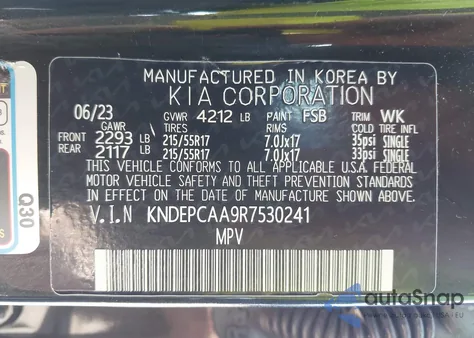 MANUFACTURED IN KOREA BY
KIA CORPORATION
06/23 GVWR 4212 LB PAINT FSB TRIM WK
GAWR TIRES RIMS COLD TIRE INFL
FRONT 2293 LB 215/55R17 7.0Jx17 35psi SINGLE
REAR 2117 LB 215/55R17 7.0Jx17 33psi SINGLE
THIS VEHICLE CONFORMS TO ALL APPLICABLE U.S.A. FEDERAL
MOTOR VEHICLE SAFETY, BUMPER, AND THEFT PREVENTION
STANDARDS IN EFFECT ON THE DATE OF MANUFACTURE
SHOWN ABOVE.
V.I.N KNDEPCAA9R7530241
MPV
Q30
autoSnap